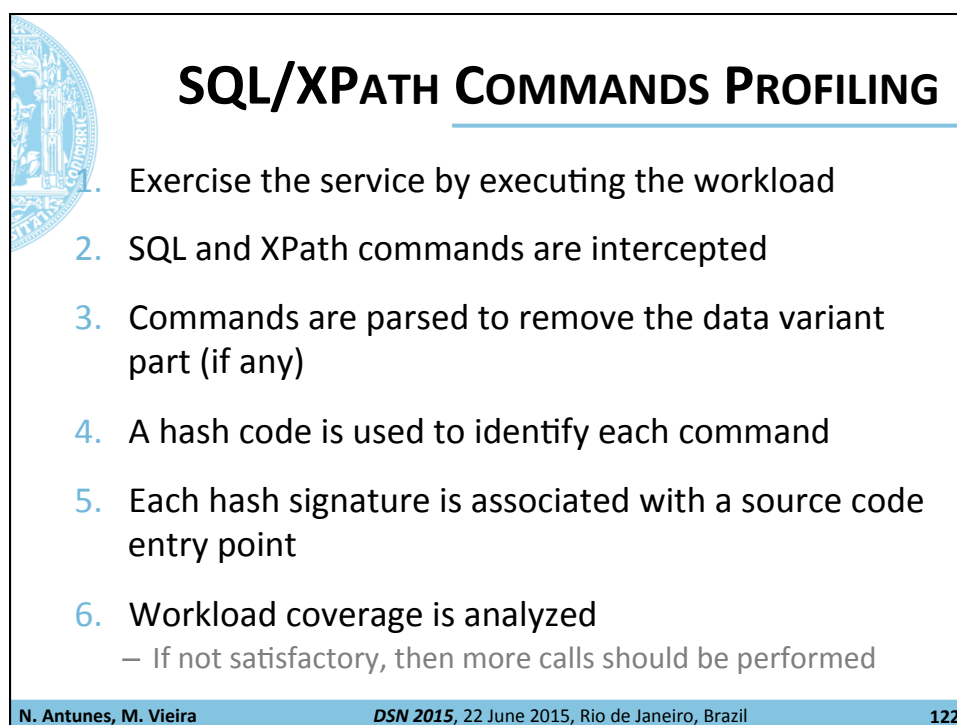 SQL/XPATH COMMANDS PROFILING
1. Exercise the service by executing the workload
2. SQL and XPath commands are intercepted
3. Commands are parsed to remove the data variant
part (if any)
4. A hash code is used to identify each command
5. Each hash signature is associated with a source code
entry point
6. Workload coverage is analyzed
– If not satisfactory, then more calls should be performed
N. Antunes, M. Vieira DSN 2015, 22 June 2015, Rio de Janeiro, Brazil 122